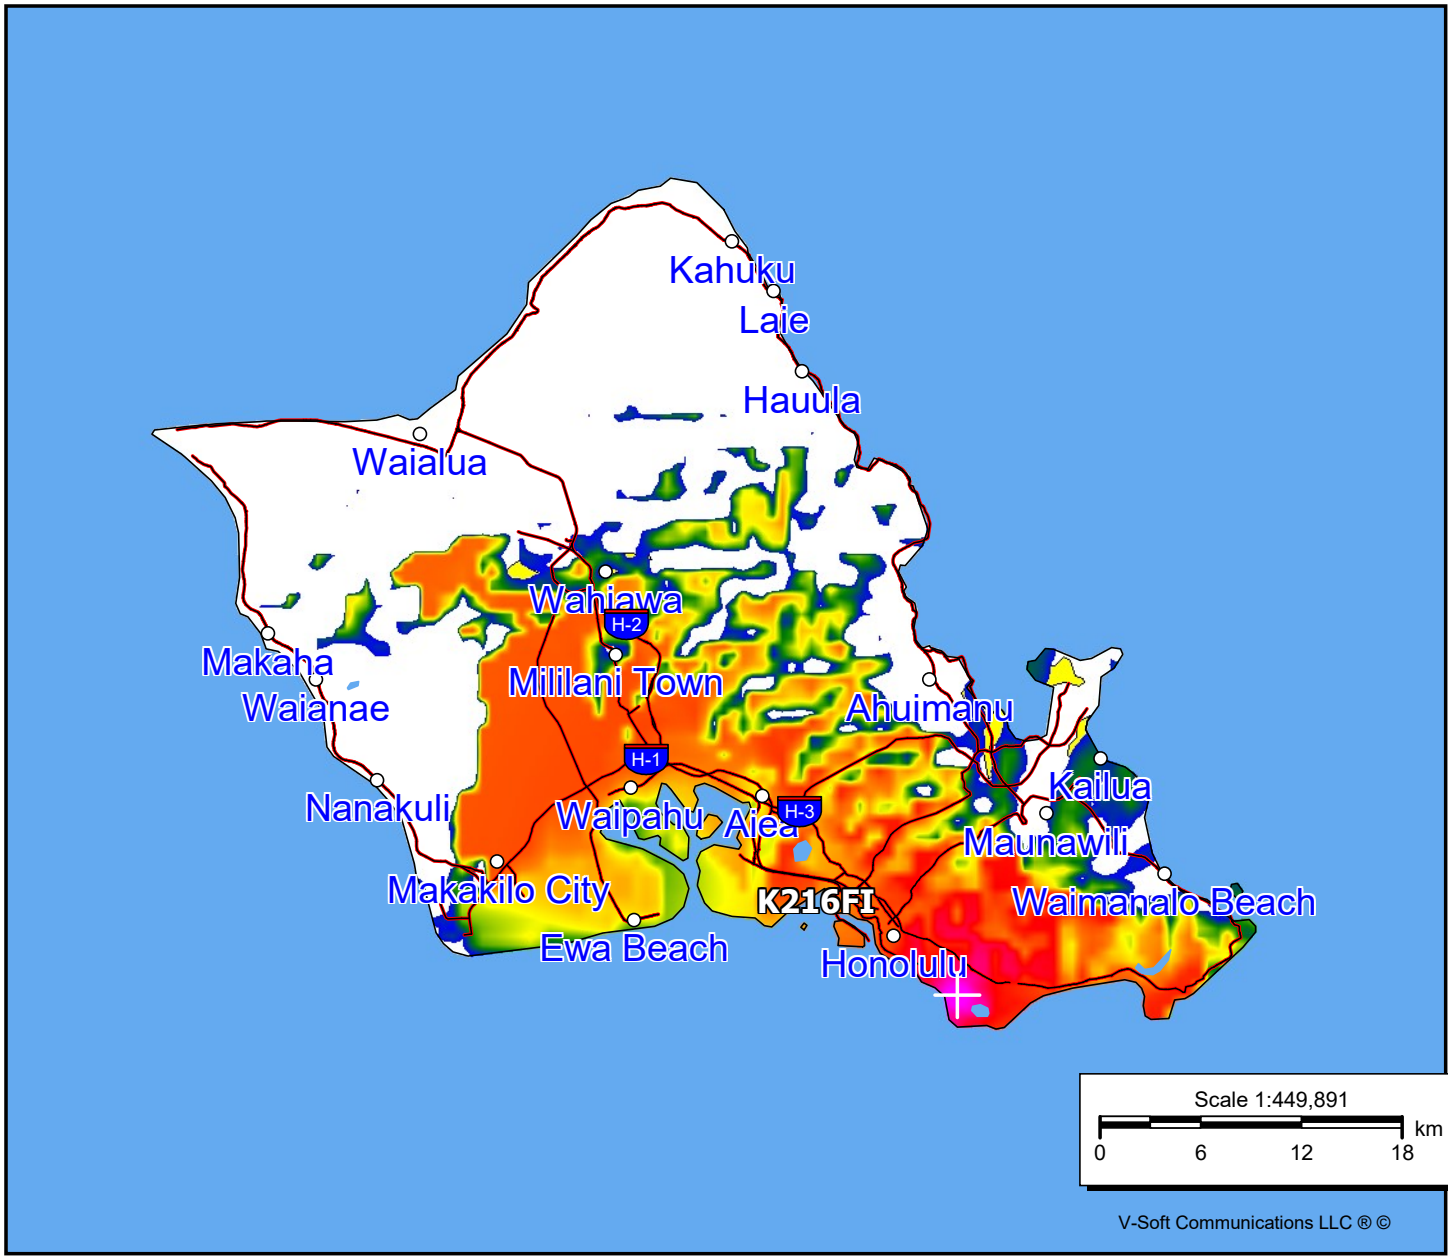 Kahuku
Laie
Hauula
Waialua
Wahiawa
H-2
Makaha
Mililani Town
Waianae
Ahuimanu
H-1
Kailua
Nanakuli
Waipahu
Aiea
H-3
Maunawili
Makakilo City
K216FI
Waimanalo Beach
Ewa Beach
Honolulu
Scale 1:449,891
km
0 6 12 18
V-Soft Communications LLC ® ©